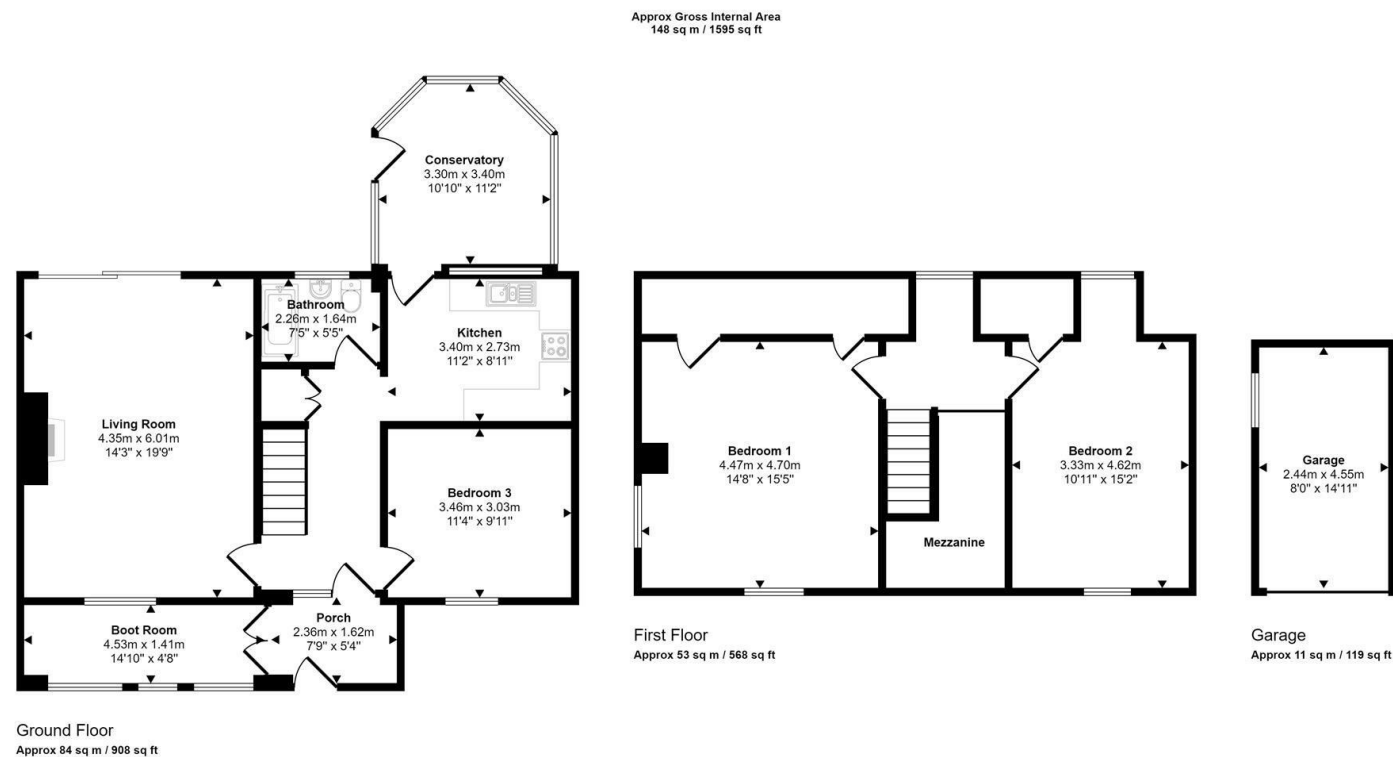 Approx Gross Internal Area
148 sq m / 1595 sq ft
Conservatory
3.30m x 3.40m
10'10" x 11'2"
Bathroom
2.26m x 1.64m
7'5" x 5'5"
Kitchen
3.40m x 2.73m
11'2" x 8'11"
Living Room
4.35m x 6.01m
14'3" x 19'9"
Bedroom 3
3.46m x 3.03m
11'4" x 9'11"
Boot Room
4.53m x 1.41m
14'10" x 4'8"
Porch
2.36m x 1.62m
7'9" x 5'4"
Ground Floor
Approx 84 sq m / 908 sq ft
Bedroom 1
4.47m x 4.70m
14'8" x 15'5"
Bedroom 2
3.33m x 4.62m
10'11" x 15'2"
Mezzanine
First Floor
Approx 53 sq m / 568 sq ft
Garage
2.44m x 4.55m
8'0" x 14'11"
Garage
Approx 11 sq m / 119 sq ft